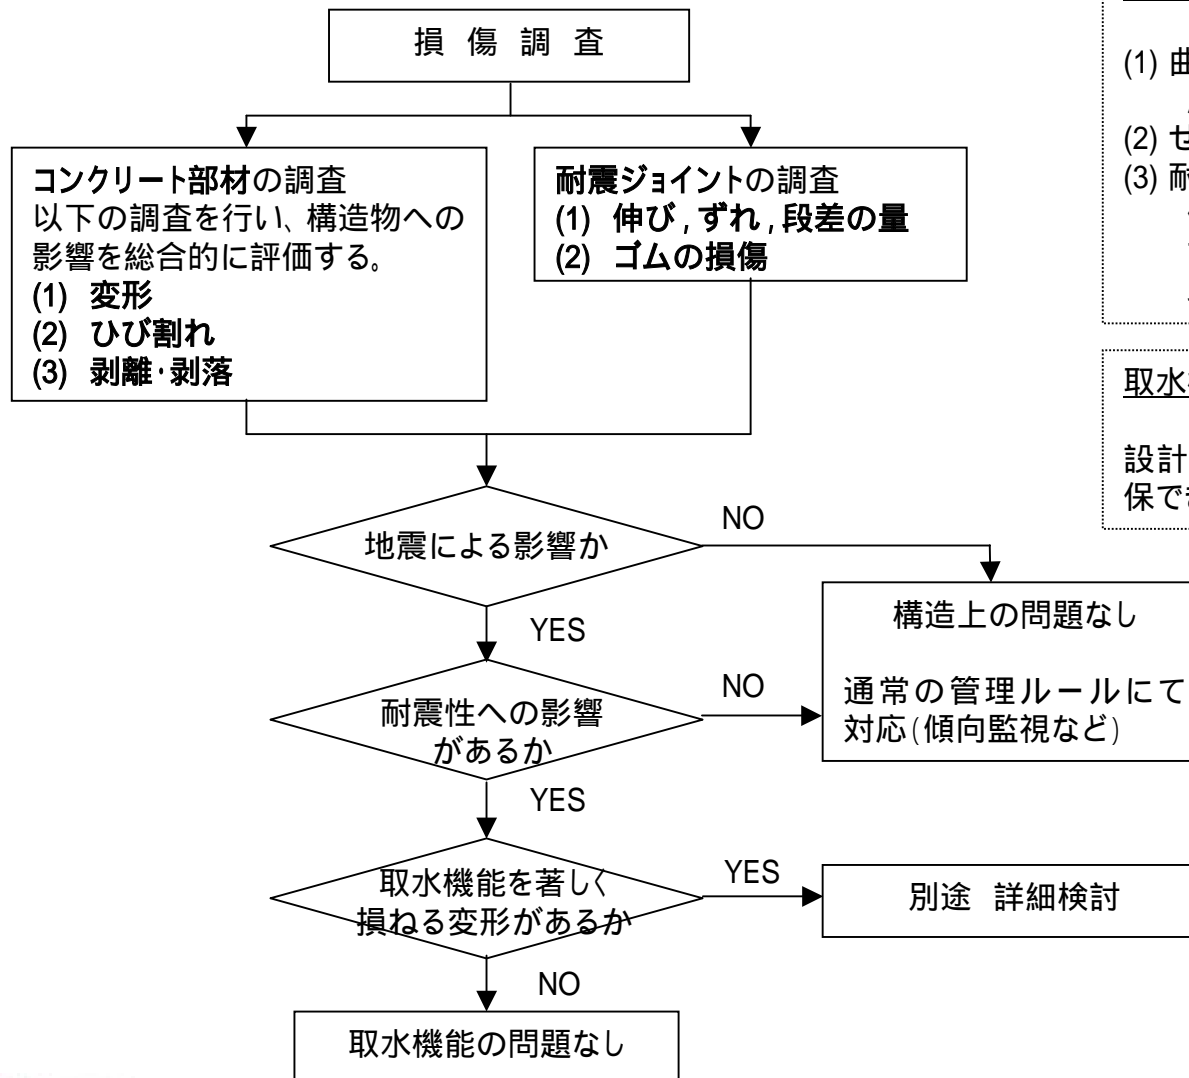 損 傷 調 査
コンクリート部材の調査
以下の調査を行い、構造物への
影響を総合的に評価する。
(1) 変形
(2) ひび割れ
(3) 剥離・剥落
耐震ジョイントの調査
(1) 伸び,ずれ,段差の量
(2) ゴムの損傷
地震による影響か
NO
YES
構造上の問題なし
通常の管理ルールにて
対応(傾向監視など)
耐震性への影響
があるか
NO
YES
取水機能を著しく
損ねる変形があるか
YES
別途 詳細検討
NO
取水機能の問題なし
(1) 曲
(2) せ
(3) 耐
取水
設計
保で